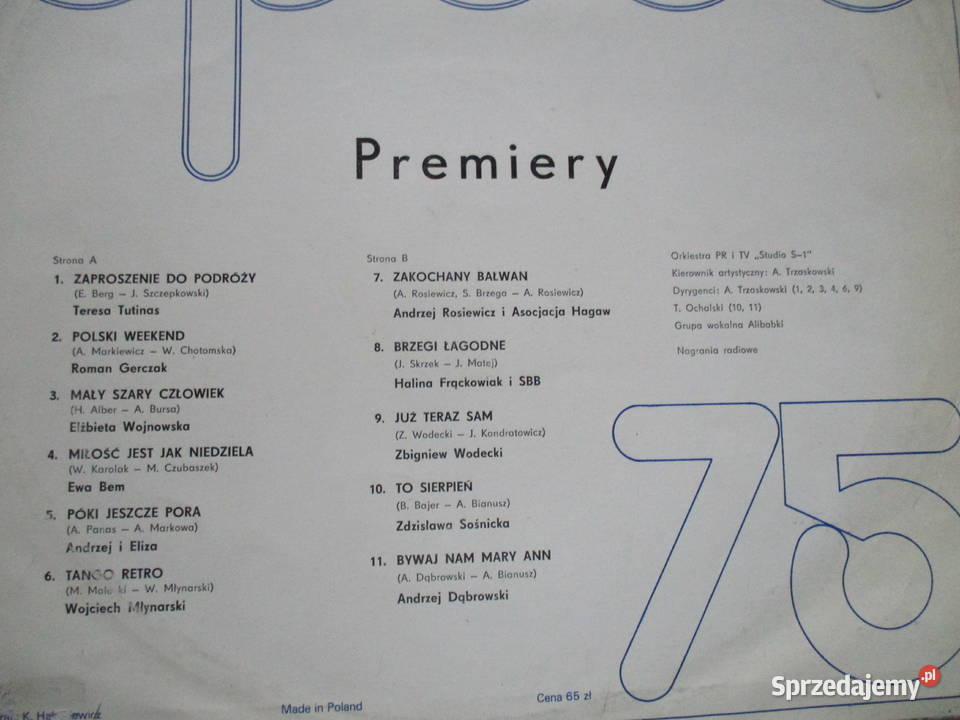 Premiery
Strona A
1. ZAPROSZENIE DO PODRÓŻY
(E. Berg – J. Szczepkowski)
Teresa Tutinas
2. POLSKI WEEKEND
(A. Markiewicz – W. Chotomska)
Roman Gerczak
3. MAŁY SZARY CZŁOWIEK
(H. Alber – A. Bursa)
Elżbieta Wojnowska
4. MIŁOŚĆ JEST JAK NIEDZIELA
(W. Karolak – M. Czubaszek)
Ewa Bem
5. PÓKI JESZCZE PORA
(A. Panas – A. Markowa)
Andrzej i Eliza
6. TANGO RETRO
(M. – W. Młynarski)
Wojciech Młynarski
Strona B
7. ZAKOCHANY BAŁWAN
(A. Rosiewicz, S. Brzega – A. Rosiewicz)
Andrzej Rosiewicz i Asocjacja Hagaw
8. BRZEGI ŁAGODNE
(J. Skrzek – J. Matej)
Halina Frąckowiak i SBB
9. JUŻ TERAZ SAM
(Z. Wodecki – J. Kondratowicz)
Zbigniew Wodecki
10. TO SIERPIEŃ
(B. Bajer – A. Bianusz)
Zdzisława Sośnicka
11. BYWAJ NAM MARY ANN
(A. Dąbrowski – A. Bianusz)
Andrzej Dąbrowski
Orkiestra PR i TV „Studio S-1"
Kierownik artystyczny: A. Trzaskowski
Dyrygenci: A. Trzaskowski (1, 2, 3, 4, 6, 9)
T. Ochalski (10, 11)
Grupa wokalna Alibabki
Nagrania radiowe
75
K.
Made in Poland
Cena 65 zł
Sprzedajemy.pl